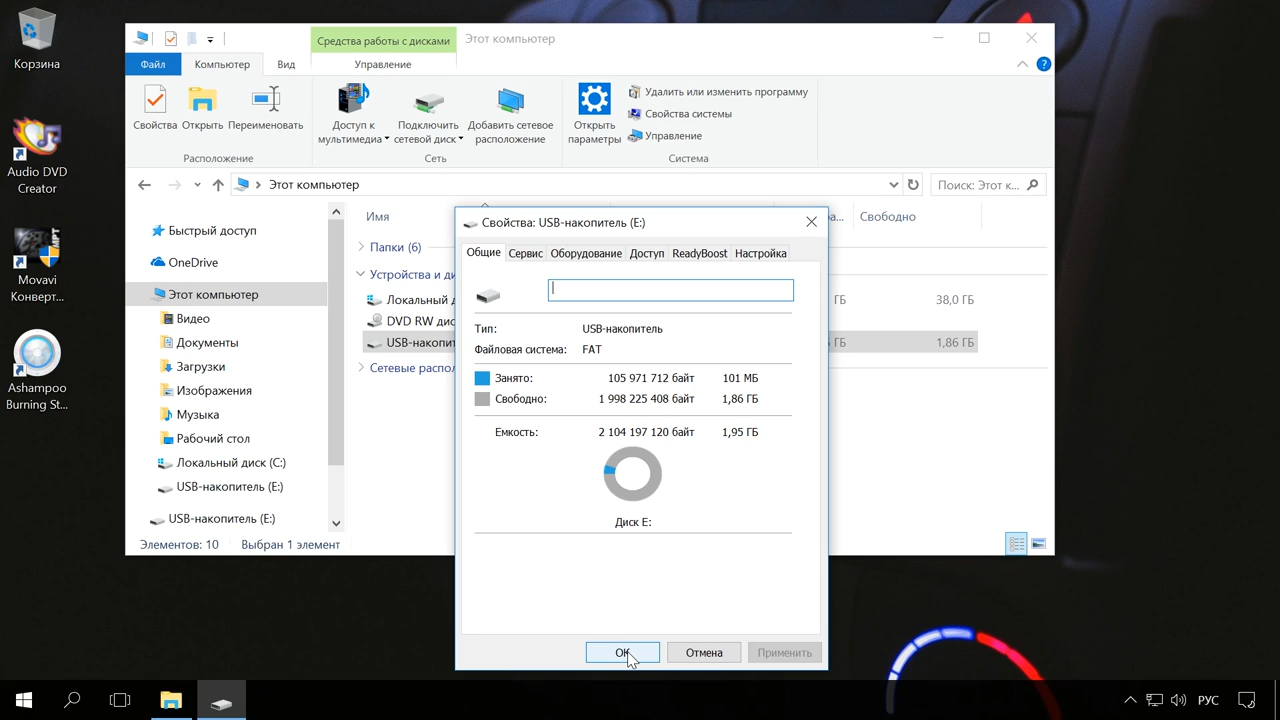 Корзина
Audio DVD
Creator
Movavi
Конверт...
Ashampoo
Burning St...
Средства работы с дисками
Этот компьютер
Файл
Компьютер
Вид
Управление
Свойства
Открыть
Переименовать
Доступ к
мультимедиа
Подключить
сетевой диск
Добавить сетевое
расположение
Открыть
параметры
Удалить или изменить программу
Свойства системы
Управление
Расположение
Сеть
Система
Этот компьютер
Поиск: Этот к...
Быстрый доступ
OneDrive
Этот компьютер
Видео
Документы
Загрузки
Изображения
Музыка
Рабочий стол
Локальный диск (C:)
USB-накопитель (E:)
USB-накопитель (E:)
Имя
Свободно
Папки (6)
Устройства и ди
Локальный д
ГБ
38,0 ГБ
DVD RW дис
USB-накопит
ГБ
1,86 ГБ
Сетевые распол
Элементов: 10
Выбран 1 элемент
Свойства: USB-накопитель (E:)
Общие
Сервис
Оборудование
Доступ
ReadyBoost
Настройка
Тип:
USB-накопитель
Файловая система:
FAT
Занято:
105 971 712 байт
101 МБ
Свободно:
1 998 225 408 байт
1,86 ГБ
Емкость:
2 104 197 120 байт
1,95 ГБ
Диск E:
ОК
Отмена
Применить
РУС